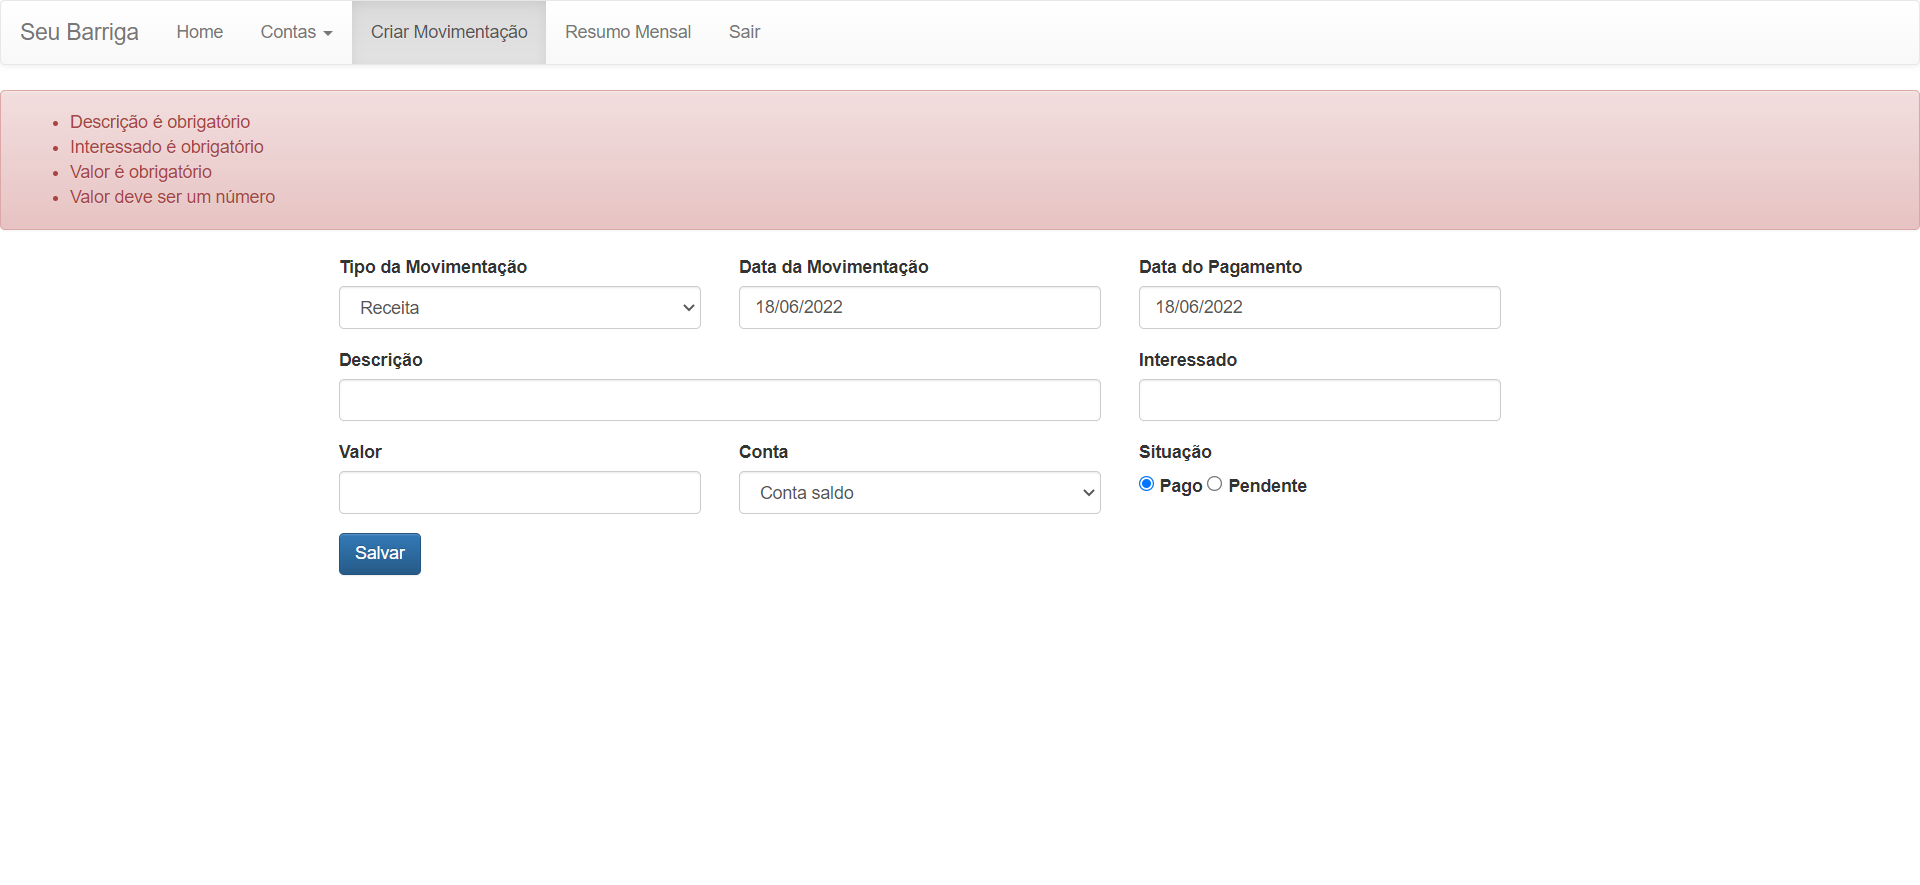 Seu Barriga Home Contas Criar Movimentação Resumo Mensal Sair
Descrição é obrigatório
Interessado é obrigatório
Valor é obrigatório
Valor deve ser um número
Tipo da Movimentação Data da Movimentação Data do Pagamento
Receita 18/06/2022 18/06/2022
Descrição Interessado
Valor Conta Situação
Conta saldo Pago Pendente
Salvar